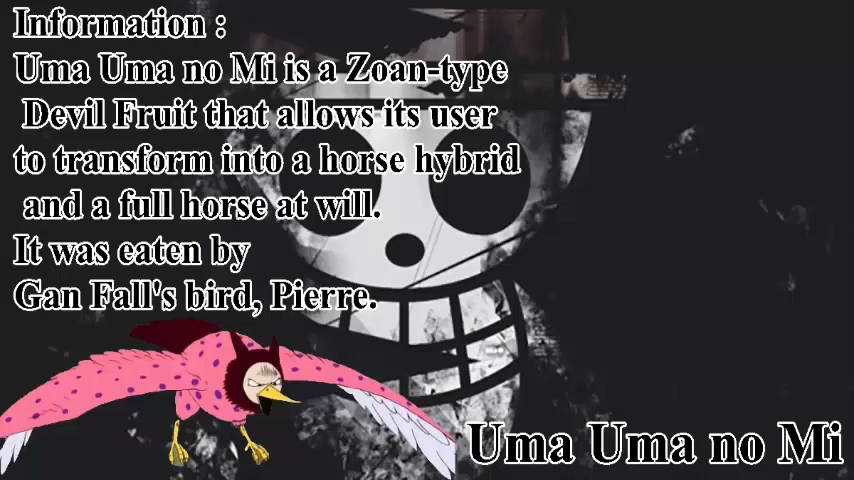 Information :
Uma Uma no Mi is a Zoan-type
Devil Fruit that allows its user
to transform into a horse hybrid
and a full horse at will.
It was eaten by
Gan Fall's bird, Pierre.
Uma Uma no Mi